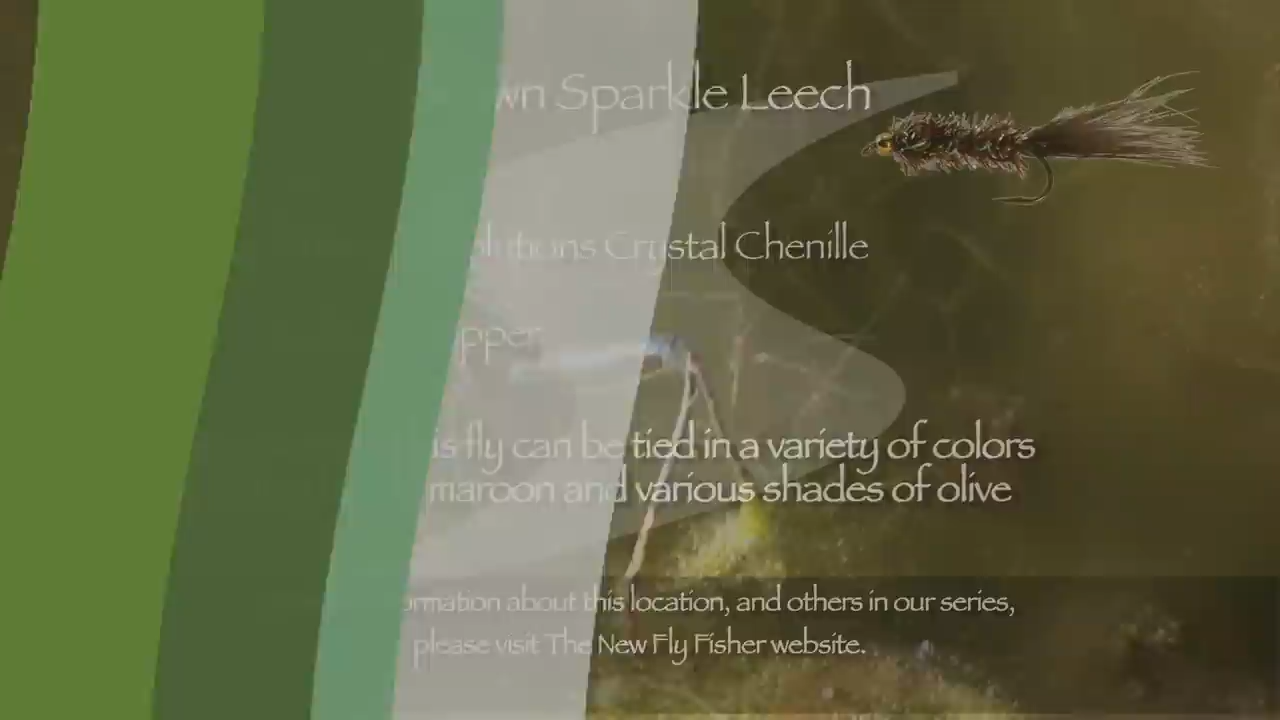 wn Sparkle Leech
olutions Crystal Chenille
pper
is fly can be tied in a variety of colors
maroon and various shades of olive
ormation about this location, and others in our series,
please visit The New Fly Fisher website.